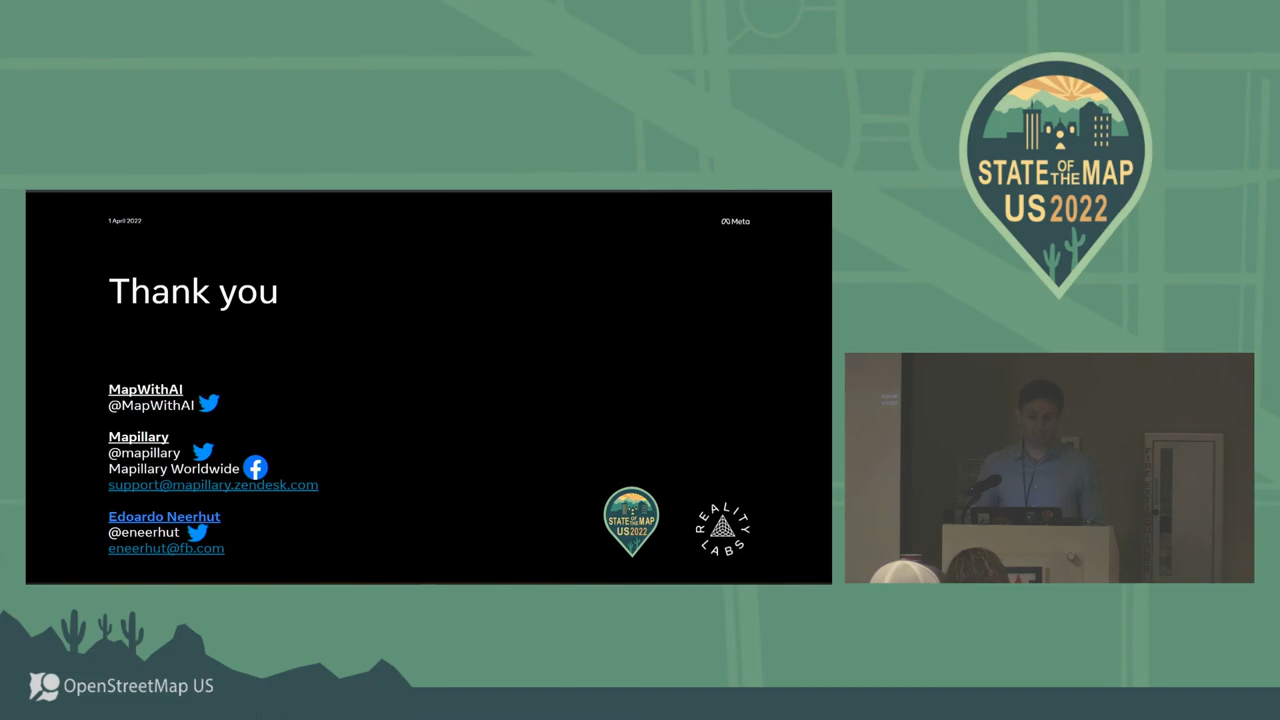 STATE OF THE MAP
US 2022
1 April 2022
Meta
Thank you
MapWithAI
@MapWithAI
Mapillary
@mapillary
Mapillary Worldwide
support@mapillary.zendesk.com
Edoardo Neerhut
@eneerhut
eneerhut@fb.com
STATE OF THE MAP
US 2022
REALITY LABS
OpenStreetMap US